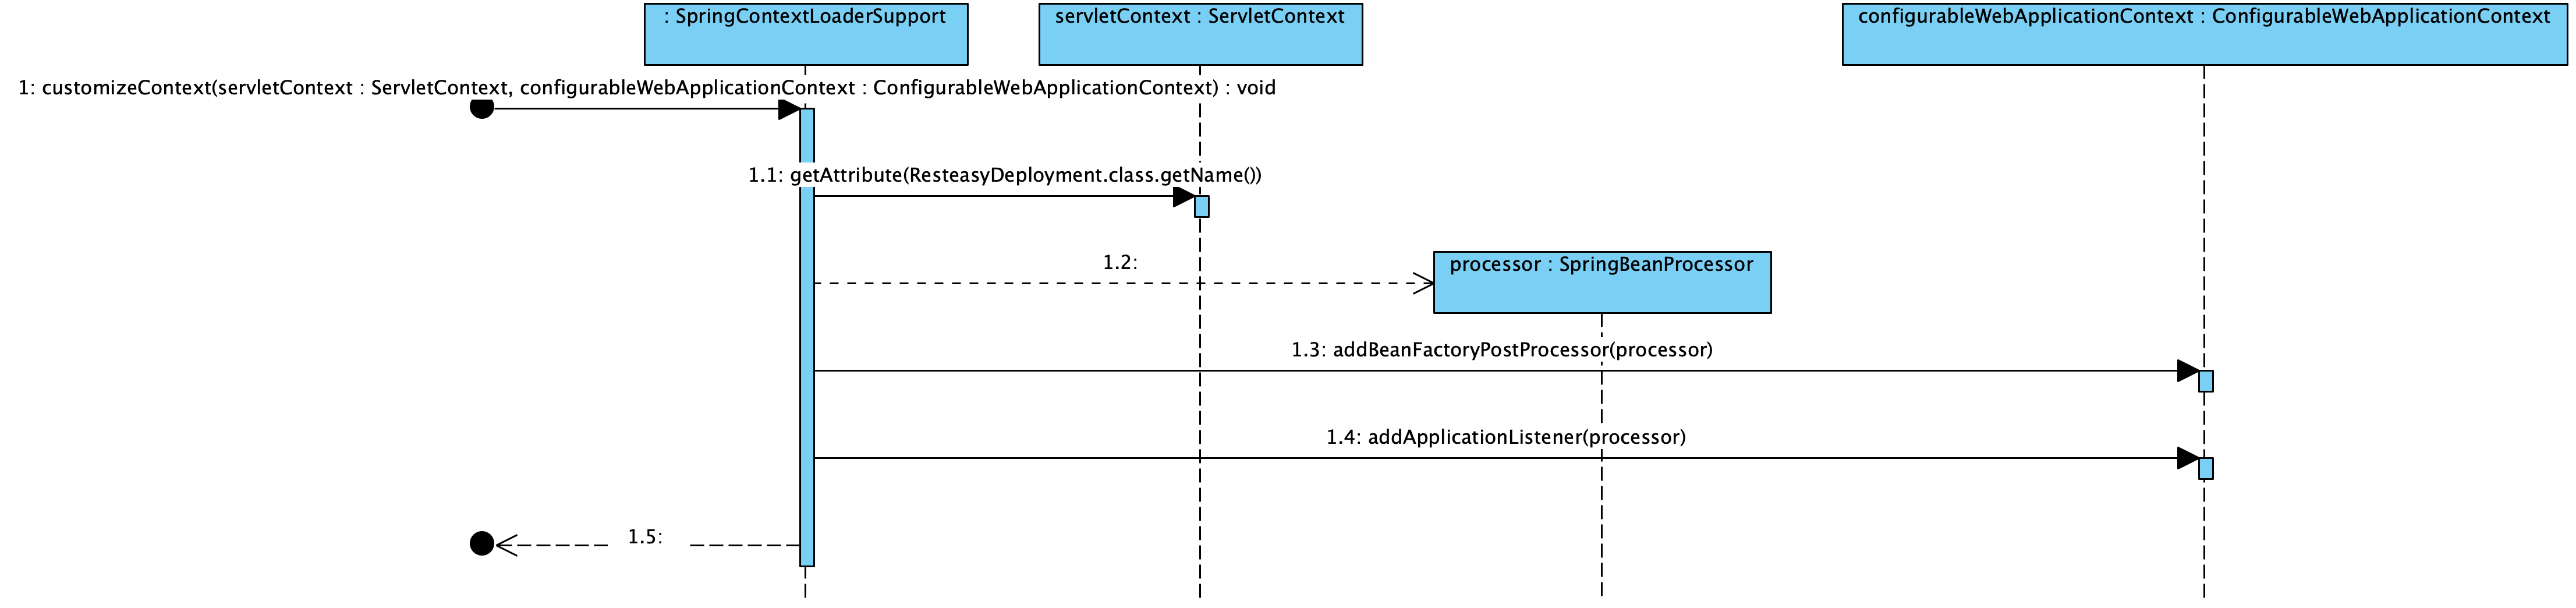 : SpringContextLoaderSupport
servletContext : ServletContext
configurableWebApplicationContext : ConfigurableWebApplicationContext
1: customizeContext(servletContext : ServletContext, configurableWebApplicationContext : ConfigurableWebApplicationContext) : void
1.1: getAttribute(ResteasyDeployment.class.getName())
1.2:
processor : SpringBeanProcessor
1.3: addBeanFactoryPostProcessor(processor)
1.4: addApplicationListener(processor)
1.5: